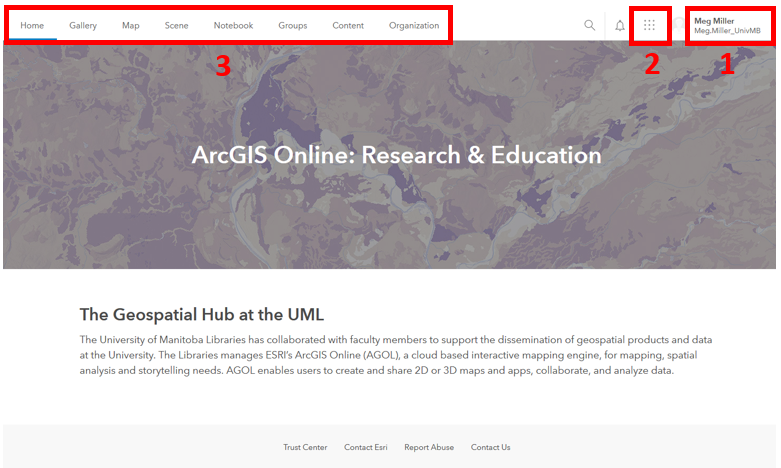 Home Gallery Map Scene Notebook Groups Content Organization
Meg Miller
Meg.Miller_UnivMB
3 2 1
ArcGIS Online: Research & Education
The Geospatial Hub at the UML
The University of Manitoba Libraries has collaborated with faculty members to support the dissemination of geospatial products and data
at the University. The Libraries manages ESRI's ArcGIS Online (AGOL), a cloud based interactive mapping engine, for mapping, spatial
analysis and storytelling needs. AGOL enables users to create and share 2D or 3D maps and apps, collaborate, and analyze data.
Trust Center Contact Esri Report Abuse Contact Us